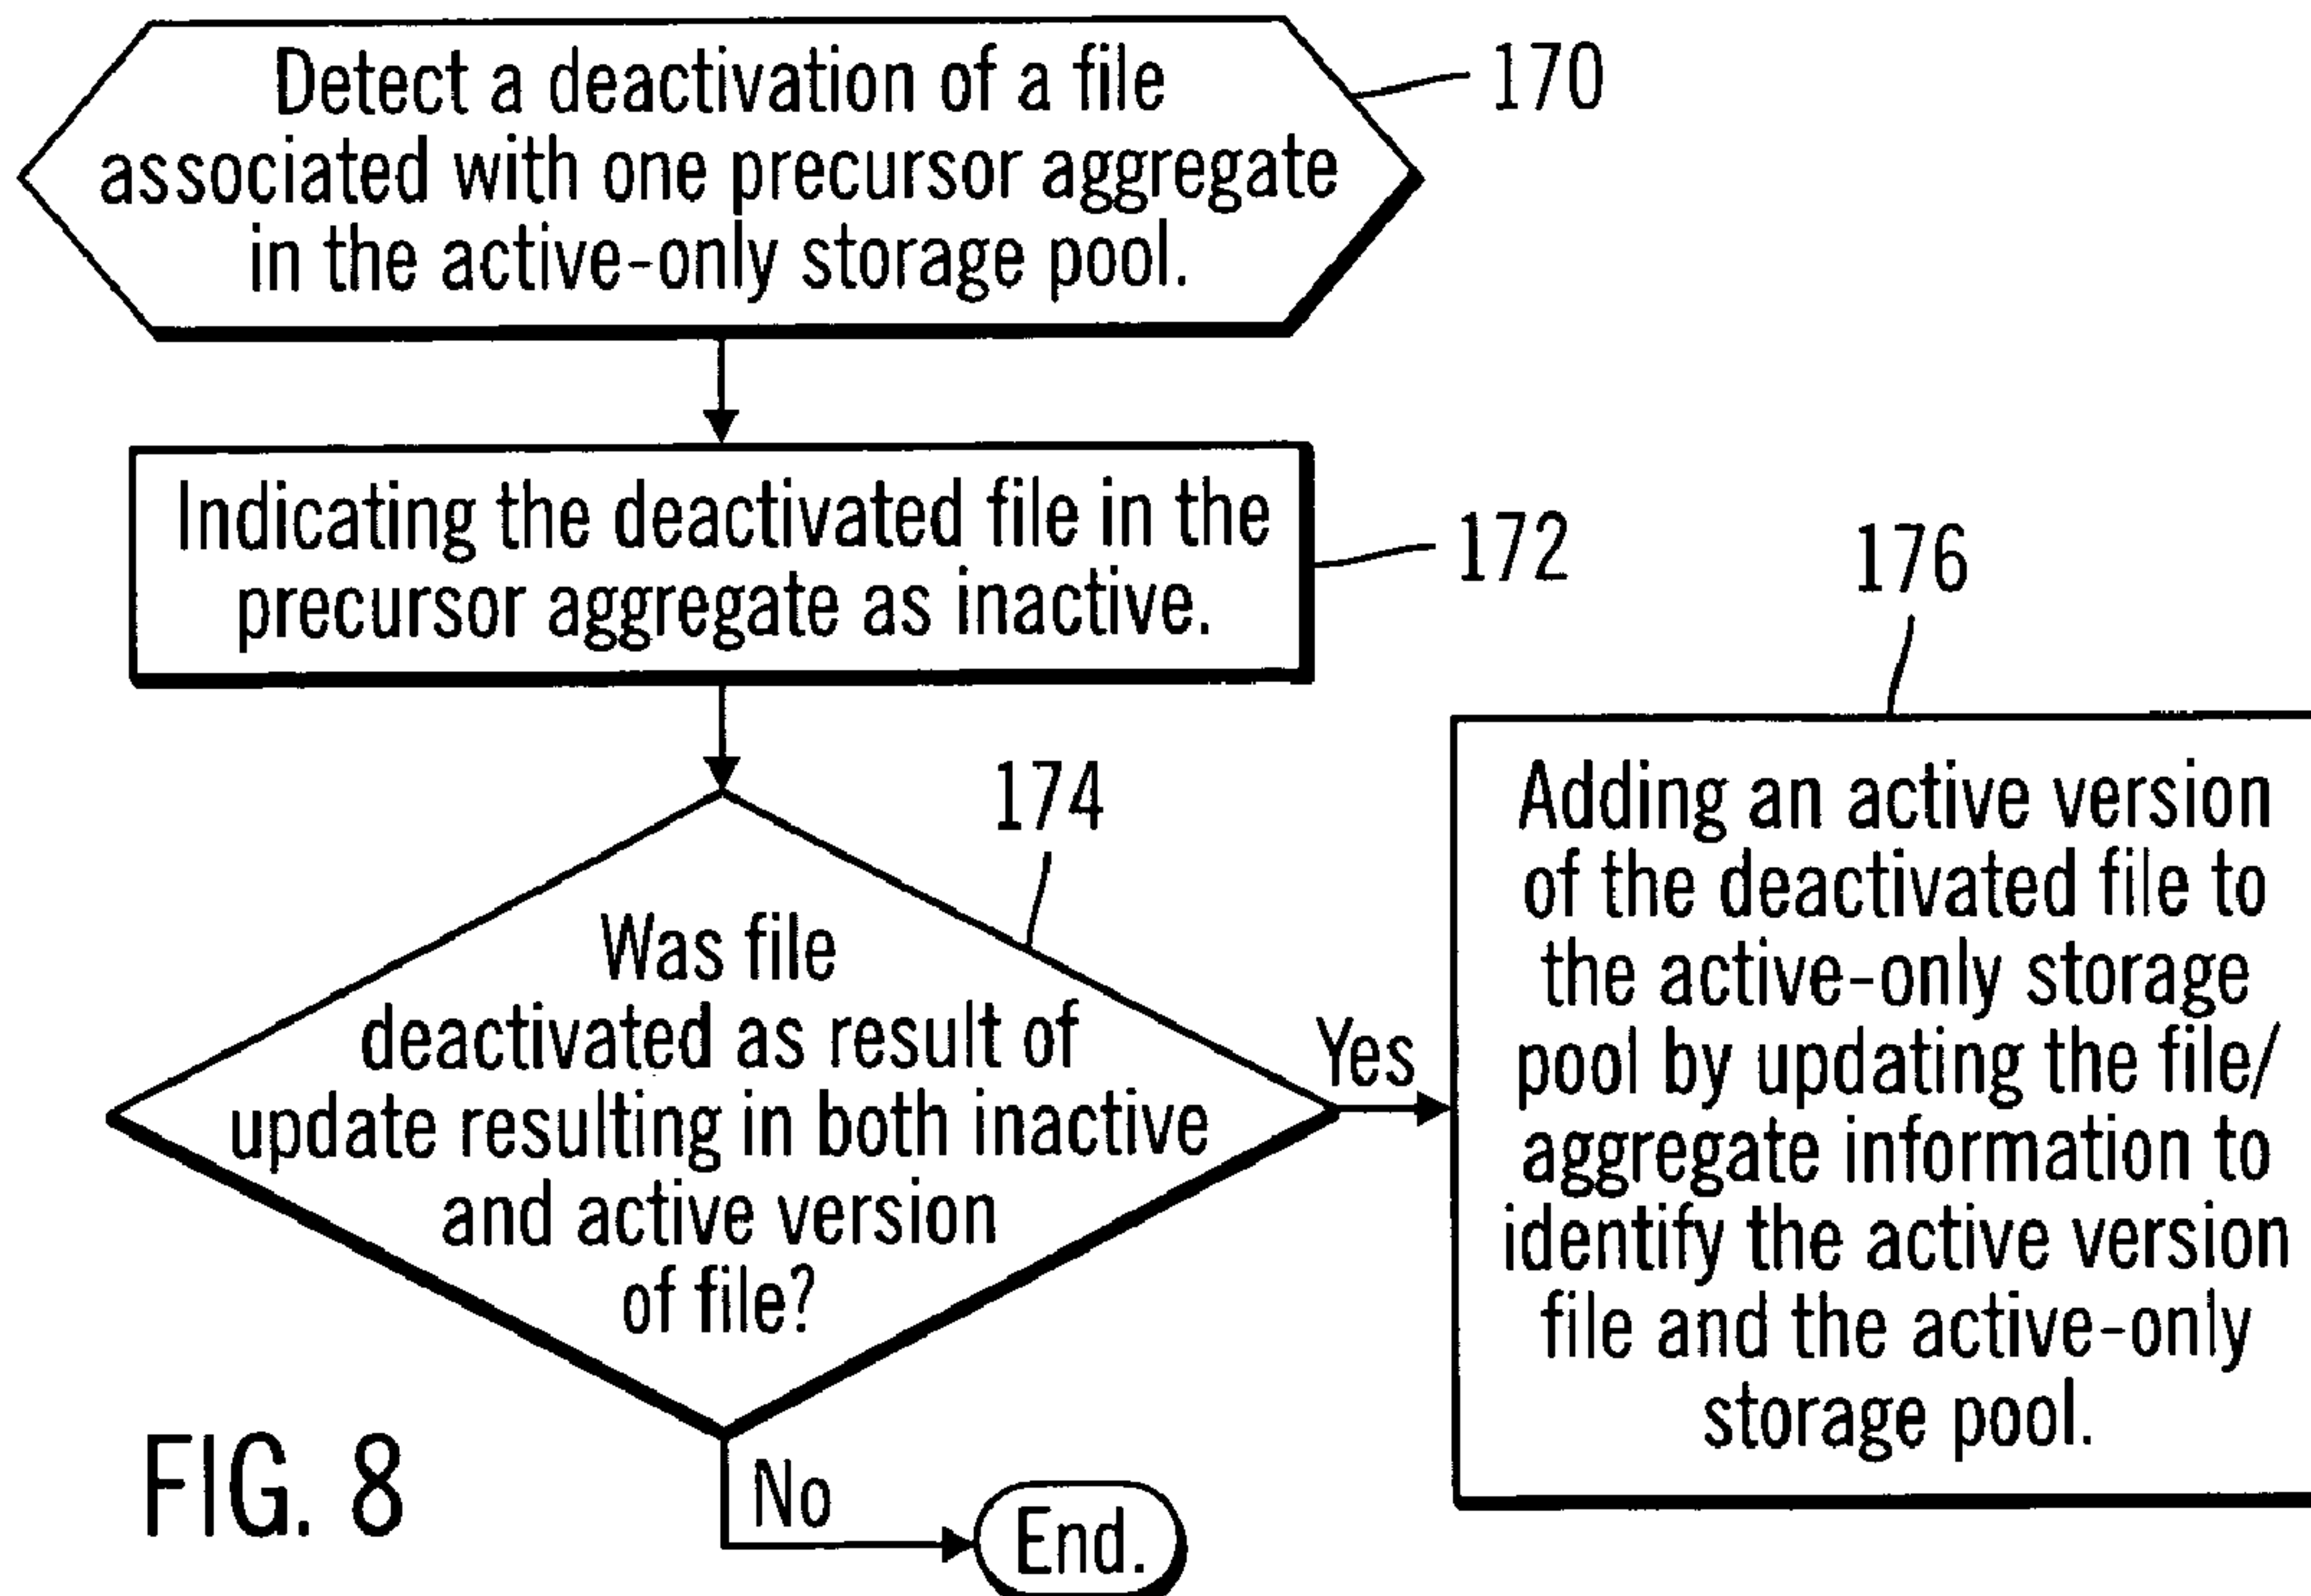 Detect a deactivation of a file
associated with one precursor aggregate
in the active-only storage pool.
170
Indicating the deactivated file in the
precursor aggregate as inactive.
172
176
174
Was file
deactivated as result of
update resulting in both inactive
and active version
of file?
Yes
Adding an active version
of the deactivated file to
the active-only storage
pool by updating the file/
aggregate information to
identify the active version
file and the active-only
storage pool.
No
End.
FIG. 8